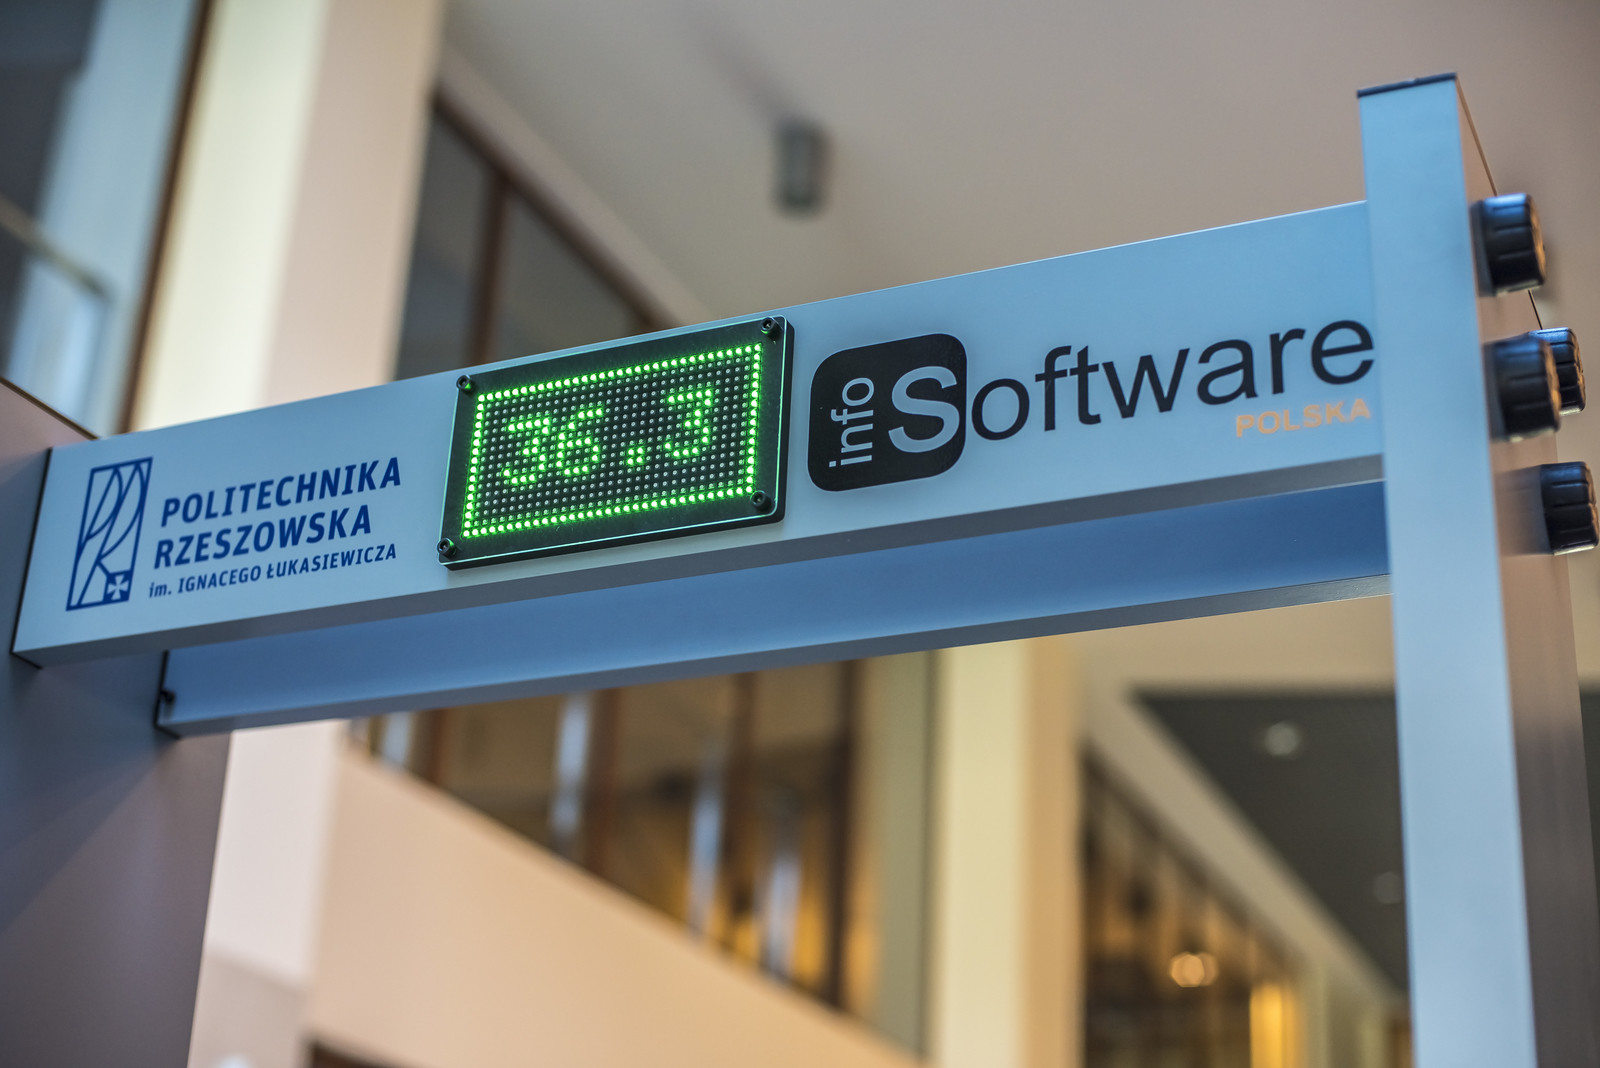 POLITECHNIKA
RZESZOWSKA
im. IGNACEGO ŁUKASIEWICZA
36.3
info Software
POLSKA